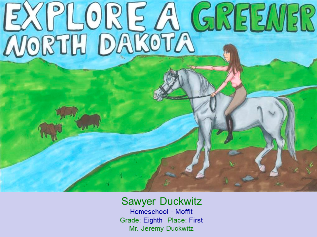 EXPLORE A GREENER
NORTH DAKOTA
Sawyer Duckwitz
Homeschool Moffit
Grade: Eighth Place: First
Mr. Jeremy Duckwitz